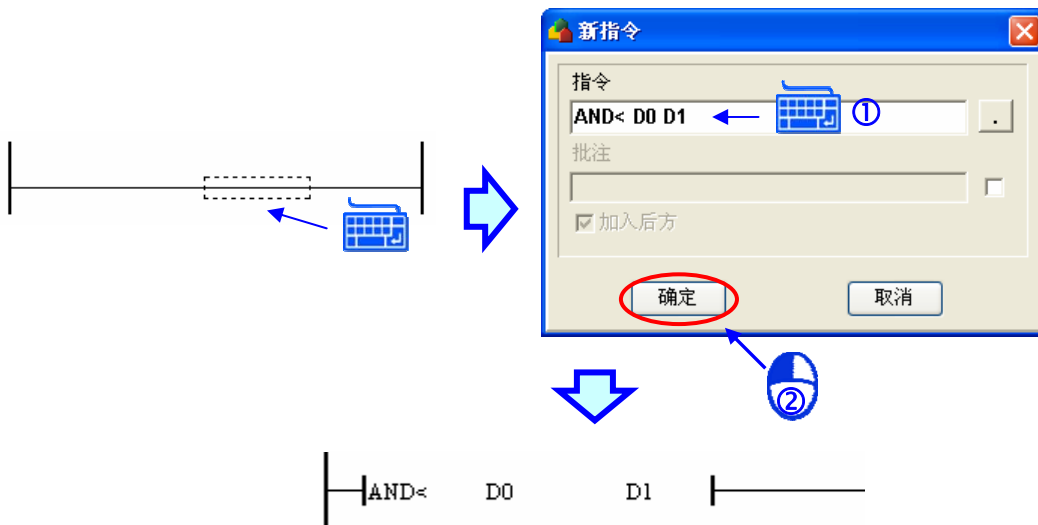 新指令
指令
AND< D0 D1
①
.
批注
加入后方
确定
取消
②
AND< D0 D1